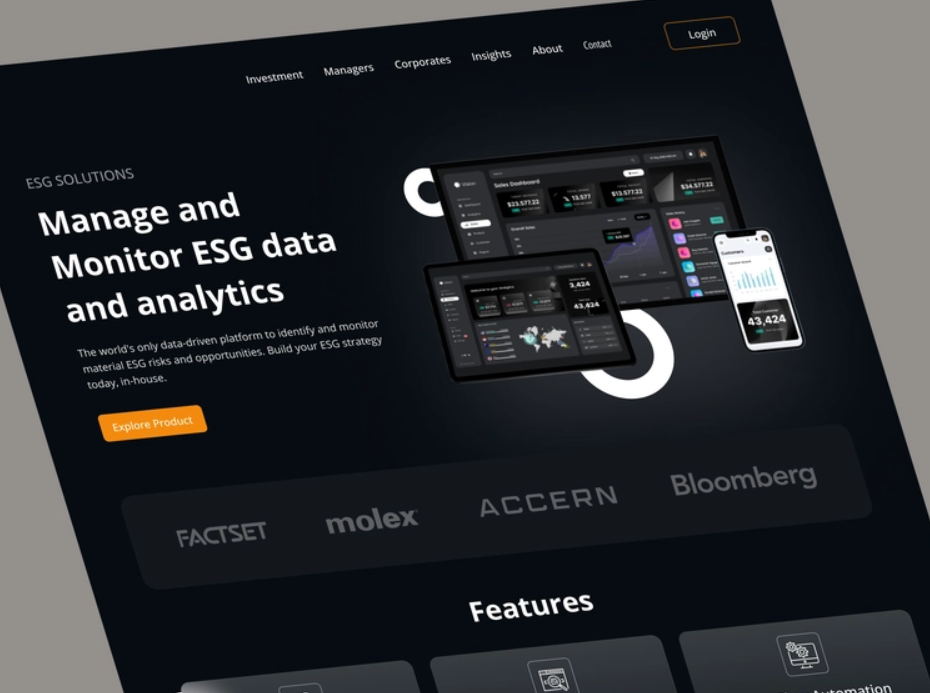 Investment Managers Corporates Insights About Contact Login
ESG SOLUTIONS
Manage and
Monitor ESG data
and analytics
The world's only data-driven platform to identify and monitor
material ESG risks and opportunities. Build your ESG strategy
today, in-house.
Explore Product
Sales Dashboard
$23.577.22
13.577
$13.577.22
$34.577.22
Overall Sales
3,424
43,424
Customers
43,424
FACTSET
molex
ACCERN
Bloomberg
Features
Automation